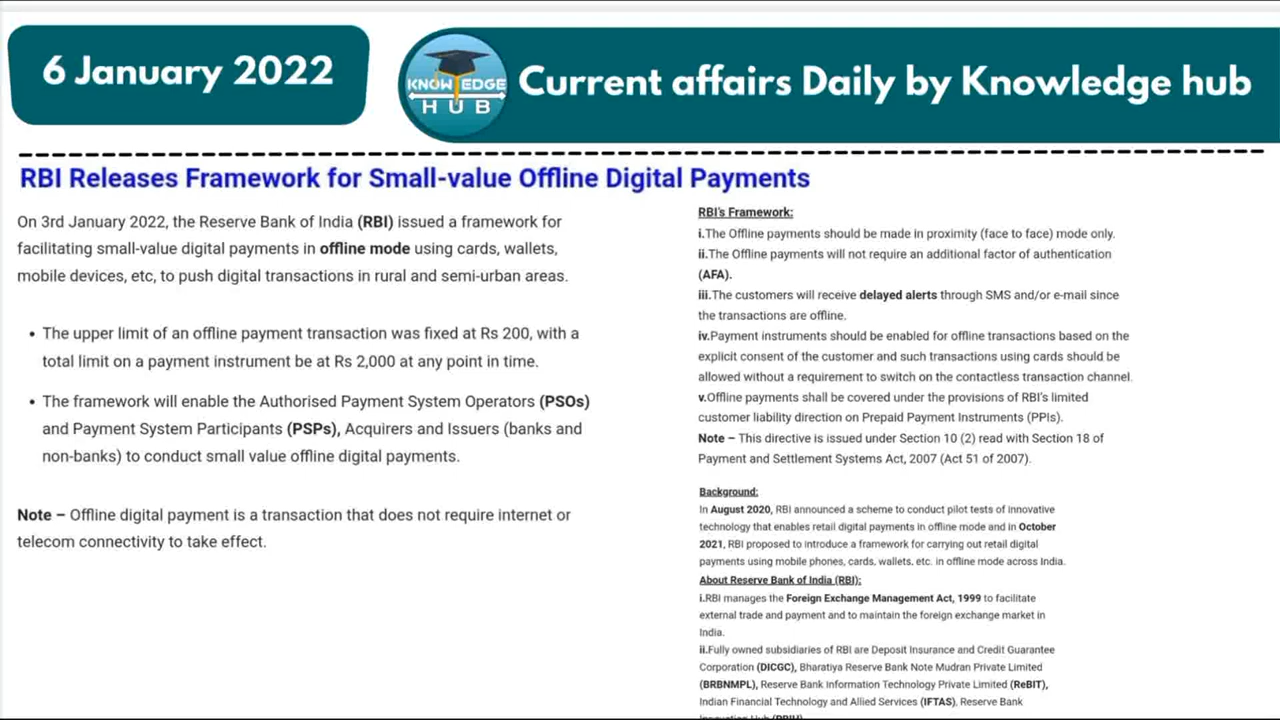 6 January 2022
KNOWLEDGE
HUB
Current affairs Daily by Knowledge hub
RBI Releases Framework for Small-value Offline Digital Payments
On 3rd January 2022, the Reserve Bank of India (RBI) issued a framework for
facilitating small-value digital payments in offline mode using cards, wallets,
mobile devices, etc, to push digital transactions in rural and semi-urban areas.
• The upper limit of an offline payment transaction was fixed at Rs 200, with a
total limit on a payment instrument be at Rs 2,000 at any point in time.
• The framework will enable the Authorised Payment System Operators (PSOs)
and Payment System Participants (PSPs), Acquirers and Issuers (banks and
non-banks) to conduct small value offline digital payments.
Note – Offline digital payment is a transaction that does not require internet or
telecom connectivity to take effect.
RBI's Framework:
i.The Offline payments should be made in proximity (face to face) mode only.
ii.The Offline payments will not require an additional factor of authentication
(AFA).
iii.The customers will receive delayed alerts through SMS and/or e-mail since
the transactions are offline.
iv.Payment instruments should be enabled for offline transactions based on the
explicit consent of the customer and such transactions using cards should be
allowed without a requirement to switch on the contactless transaction channel.
v.Offline payments shall be covered under the provisions of RBI's limited
customer liability direction on Prepaid Payment Instruments (PPIs).
Note – This directive is issued under Section 10 (2) read with Section 18 of
Payment and Settlement Systems Act, 2007 (Act 51 of 2007).
Background:
In August 2020, RBI announced a scheme to conduct pilot tests of innovative
technology that enables retail digital payments in offline mode and in October
2021, RBI proposed to introduce a framework for carrying out retail digital
payments using mobile phones, cards, wallets, etc. in offline mode across India.
About Reserve Bank of India (RBI):
i.RBI manages the Foreign Exchange Management Act, 1999 to facilitate
external trade and payment and to maintain the foreign exchange market in
India.
ii.Fully owned subsidiaries of RBI are Deposit Insurance and Credit Guarantee
Corporation (DICGC), Bharatiya Reserve Bank Note Mudran Private Limited
(BRBNMPL), Reserve Bank Information Technology Private Limited (ReBIT),
Indian Financial Technology and Allied Services (IFTAS), Reserve Bank